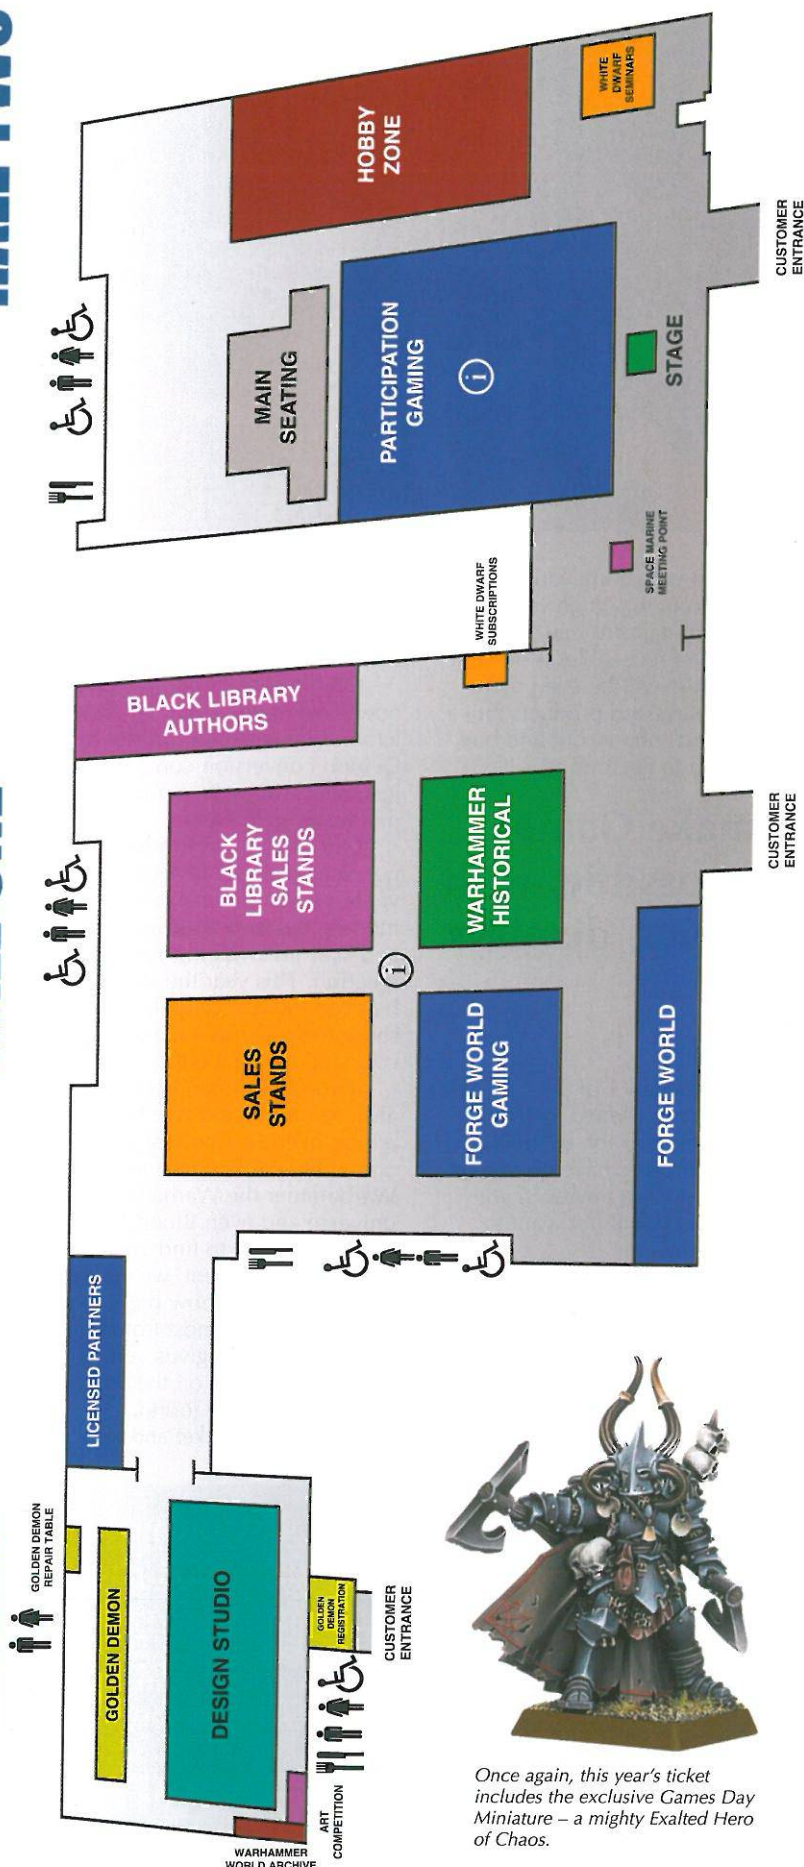 HALL TWO
HOBBY
ZONE
WHITE
DWARF
SEMINARS
CUSTOMER
ENTRANCE
MAIN
SEATING
PARTICIPATION
GAMING
i
STAGE
SPACE MARINE
MEETING POINT
WHITE DWARF
SUBSCRIPTIONS
BLACK LIBRARY
AUTHORS
BLACK
LIBRARY
SALES
STANDS
WARHAMMER
HISTORICAL
CUSTOMER
ENTRANCE
i
SALES
STANDS
FORGE WORLD
GAMING
FORGE WORLD
LICENSED PARTNERS
GOLDEN DEMON
REPAIR TABLE
GOLDEN DEMON
DESIGN STUDIO
GOLDEN
DEMON
REGISTRATION
CUSTOMER
ENTRANCE
ART
COMPETITION
WARHAMMER
WORLD ARCHIVE
Once again, this year's ticket
includes the exclusive Games Day
Miniature – a mighty Exalted Hero
of Chaos.